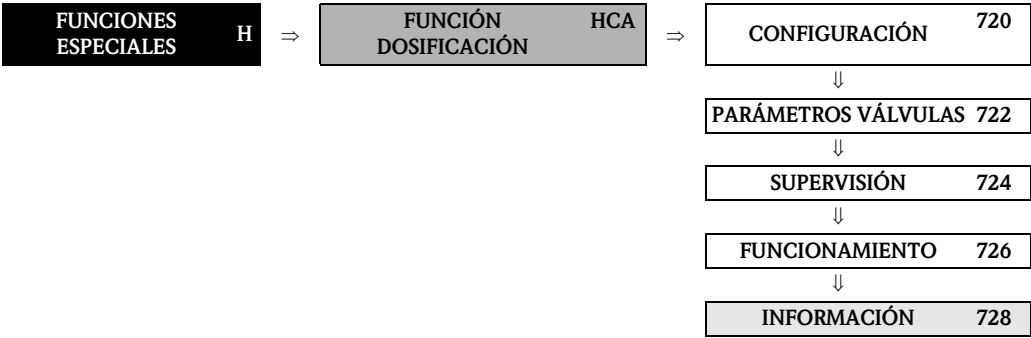 FUNCIONES
ESPECIALES H ⇒ FUNCIÓN
DOSIFICACIÓN HCA ⇒ CONFIGURACIÓN 720
⇓
PARÁMETROS VÁLVULAS 722
⇓
SUPERVISIÓN 724
⇓
FUNCIONAMIENTO 726
⇓
INFORMACIÓN 728